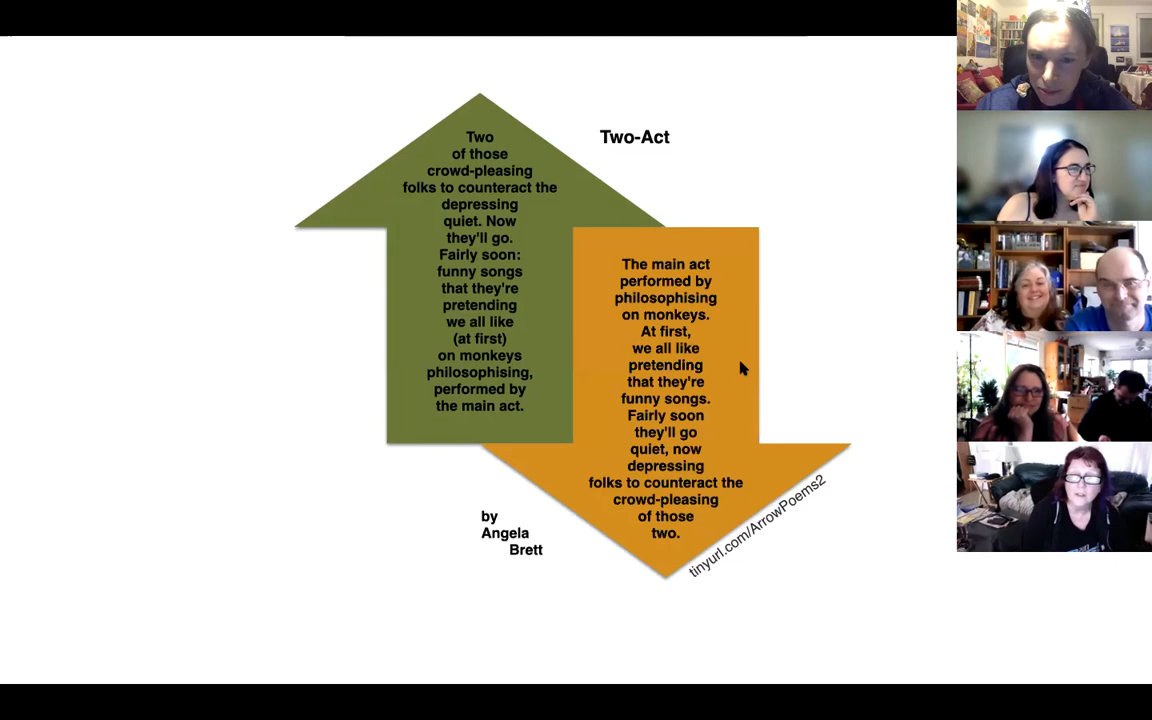 Two-Act
Two
of those
crowd-pleasing
folks to counteract the
depressing
quiet. Now
they'll go.
Fairly soon:
funny songs
that they're
pretending
we all like
(at first)
on monkeys
philosophising,
performed by
the main act.
The main act
performed by
philosophising
on monkeys.
At first,
we all like
pretending
that they're
funny songs.
Fairly soon
they'll go
quiet, now
depressing
folks to counteract the
crowd-pleasing
of those
two.
by
Angela
Brett
tinyurl.com/ArrowPoems2